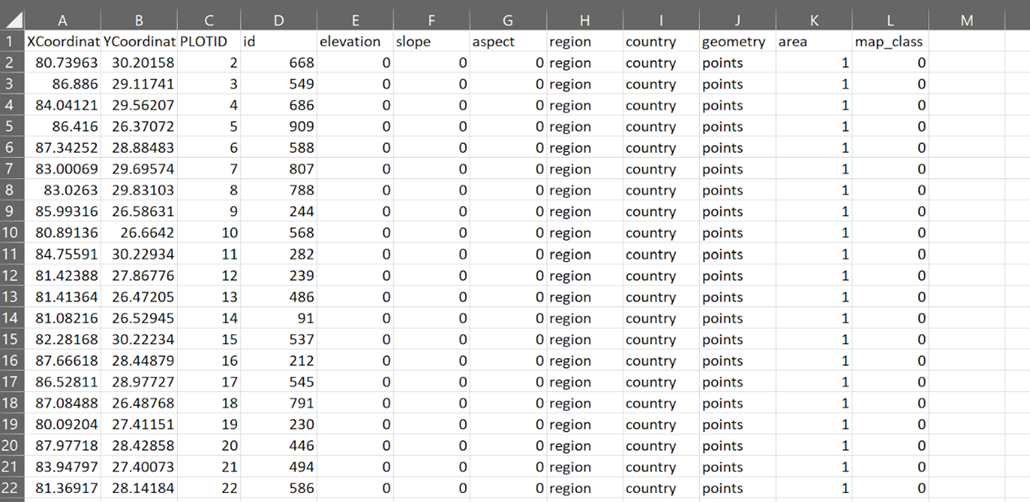 A B C D E F G H I J K L M
1 XCoordinat YCoordinat PLOTID id elevation slope aspect region country geometry area map_class
2 80.73963 30.20158 2 668 0 0 0 region country points 1 0
3 86.886 29.11741 3 549 0 0 0 region country points 1 0
4 84.04121 29.56207 4 686 0 0 0 region country points 1 0
5 86.416 26.37072 5 909 0 0 0 region country points 1 0
6 87.34252 28.88483 6 588 0 0 0 region country points 1 0
7 83.00069 29.69574 7 807 0 0 0 region country points 1 0
8 83.0263 29.83103 8 788 0 0 0 region country points 1 0
9 85.99316 26.58631 9 244 0 0 0 region country points 1 0
10 80.89136 26.6642 10 568 0 0 0 region country points 1 0
11 84.75591 30.22934 11 282 0 0 0 region country points 1 0
12 81.42388 27.86776 12 239 0 0 0 region country points 1 0
13 81.41364 26.47205 13 486 0 0 0 region country points 1 0
14 81.08216 26.52945 14 91 0 0 0 region country points 1 0
15 82.28168 30.22234 15 537 0 0 0 region country points 1 0
16 87.66618 28.44879 16 212 0 0 0 region country points 1 0
17 86.52811 28.97727 17 545 0 0 0 region country points 1 0
18 87.08488 26.48768 18 791 0 0 0 region country points 1 0
19 80.09204 27.41151 19 230 0 0 0 region country points 1 0
20 87.97718 28.42858 20 446 0 0 0 region country points 1 0
21 83.94797 27.40073 21 494 0 0 0 region country points 1 0
22 81.36917 28.14184 22 586 0 0 0 region country points 1 0